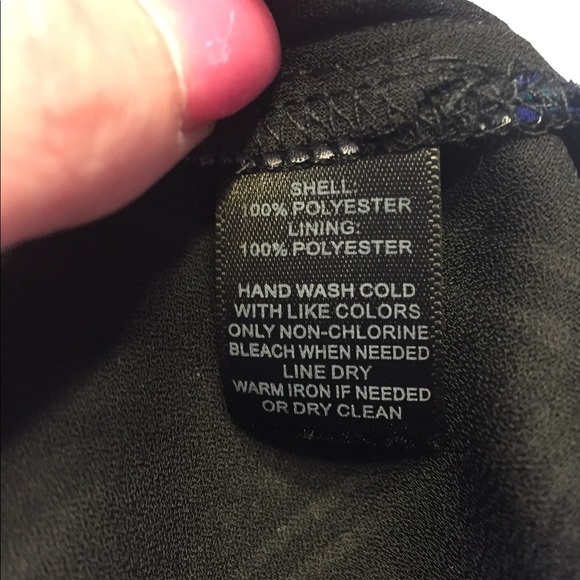 SHELL:
100% POLYESTER
LINING:
100% POLYESTER
HAND WASH COLD
WITH LIKE COLORS
ONLY NON-CHLORINE
BLEACH WHEN NEEDED
LINE DRY
WARM IRON IF NEEDED
OR DRY CLEAN